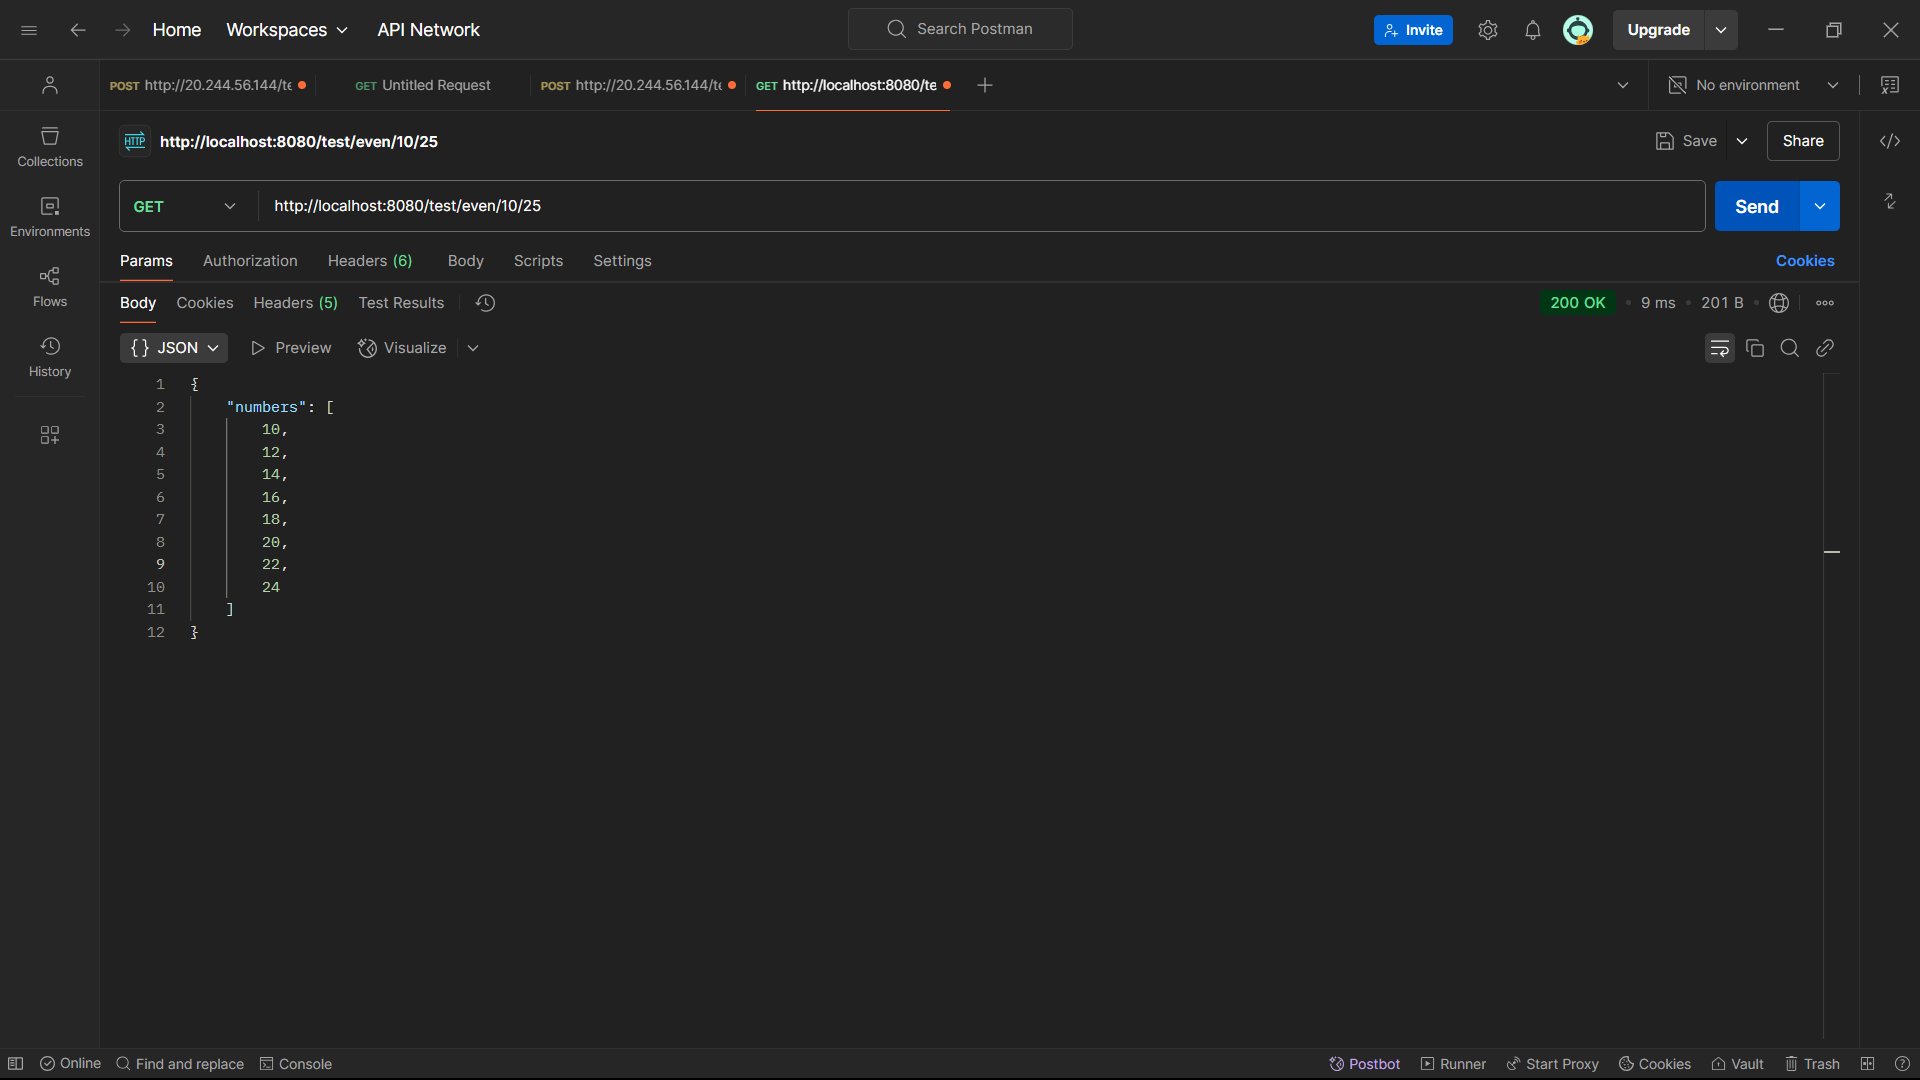 Home Workspaces API Network Search Postman Invite Upgrade
POST http://20.244.56.144/te GET Untitled Request POST http://20.244.56.144/te GET http://localhost:8080/te No environment
HTTP http://localhost:8080/test/even/10/25 Save Share
GET http://localhost:8080/test/even/10/25 Send
Params Authorization Headers (6) Body Scripts Settings Cookies
Body Cookies Headers (5) Test Results 200 OK 9 ms 201 B
{} JSON Preview Visualize
Collections
Environments
Flows
History
1 {
2 "numbers": [
3 10,
4 12,
5 14,
6 16,
7 18,
8 20,
9 22,
10 24
11 ]
12 }
Online Find and replace Console Postbot Runner Start Proxy Cookies Vault Trash